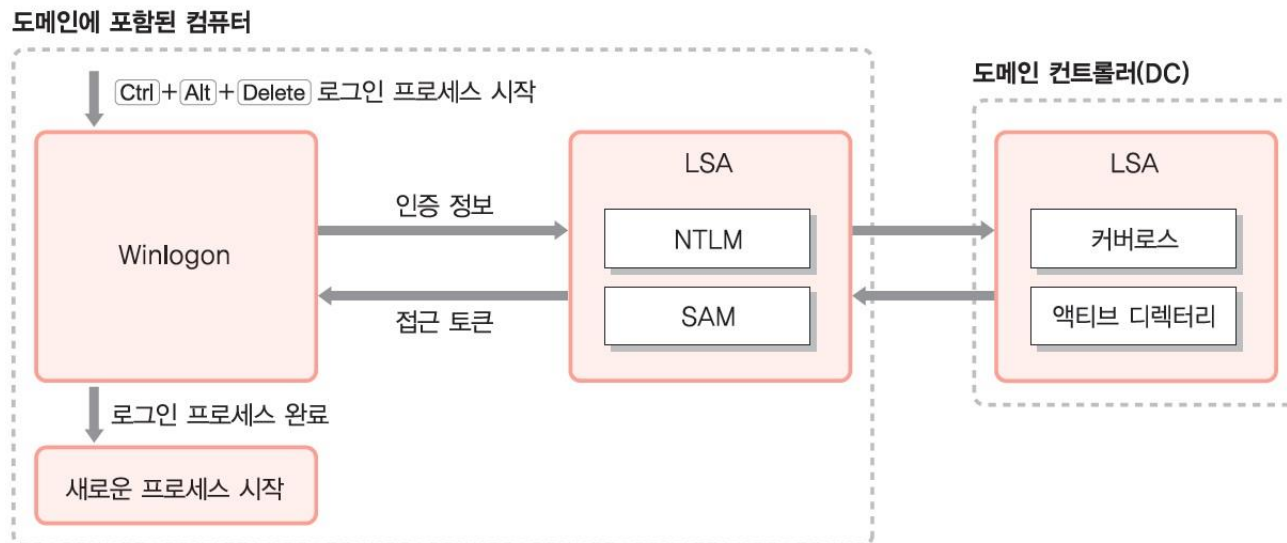 도메인에 포함된 컴퓨터
Ctrl+Alt+Delete 로그인 프로세스 시작
Winlogon
인증 정보
접근 토큰
LSA
NTLM
SAM
로그인 프로세스 완료
새로운 프로세스 시작
도메인 컨트롤러(DC)
LSA
커버로스
액티브 디렉터리